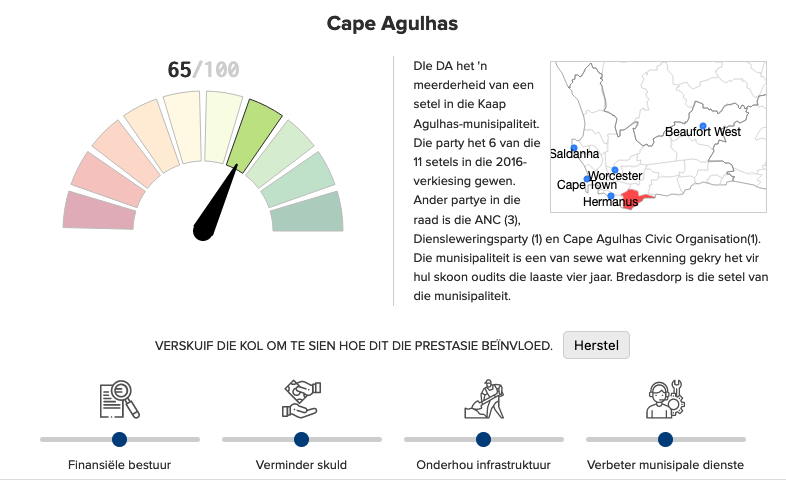 Cape Agulhas
65/100
DIe DA het 'n
meerderheid van een
setel in die Kaap
Agulhas-munisipaliteit.
Die party het 6 van die
11 setels in die 2016-
verkiesing gewen.
Ander partye in die
raad is die ANC (3),
Diensleweringsparty (1) en Cape Agulhas Civic Organisation(1).
Die munisipaliteit is een van sewe wat erkenning gekry het vir
hul skoon oudits die laaste vier jaar. Bredasdorp is die setel van
die munisipaliteit.
Beaufort West
Saldanha
Worcester
Cape Town
Hermanus
VERSKUIF DIE KOL OM TE SIEN HOE DIT DIE PRESTASIE BEÏNVLOED.
Herstel
Finansiële bestuur
Verminder skuld
Onderhou infrastruktuur
Verbeter munisipale dienste